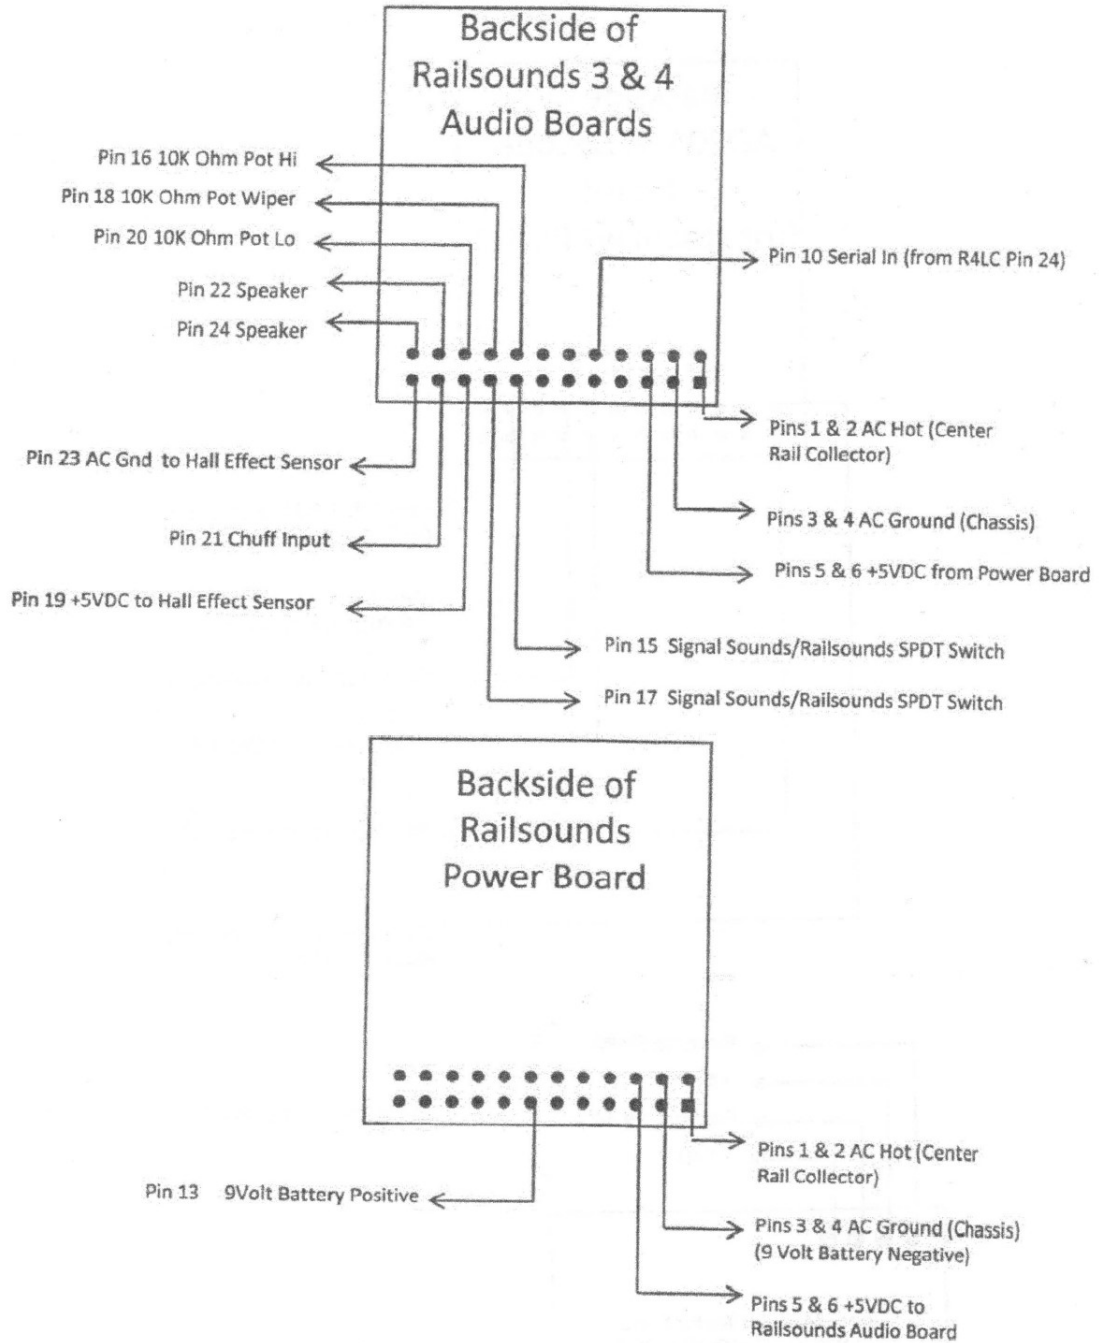 Backside of
Railsounds 3 & 4
Audio Boards
Pin 16 10K Ohm Pot Hi
Pin 18 10K Ohm Pot Wiper
Pin 20 10K Ohm Pot Lo
Pin 22 Speaker
Pin 24 Speaker
Pin 10 Serial In (from R4LC Pin 24)
Pins 1 & 2 AC Hot (Center
Rail Collector)
Pin 23 AC Gnd to Hall Effect Sensor
Pins 3 & 4 AC Ground (Chassis)
Pin 21 Chuff Input
Pins 5 & 6 +5VDC from Power Board
Pin 19 +5VDC to Hall Effect Sensor
Pin 15 Signal Sounds/Railsounds SPDT Switch
Pin 17 Signal Sounds/Railsounds SPDT Switch
Backside of
Railsounds
Power Board
Pins 1 & 2 AC Hot (Center
Rail Collector)
Pin 13 9Volt Battery Positive
Pins 3 & 4 AC Ground (Chassis)
(9 Volt Battery Negative)
Pins 5 & 6 +5VDC to
Railsounds Audio Board